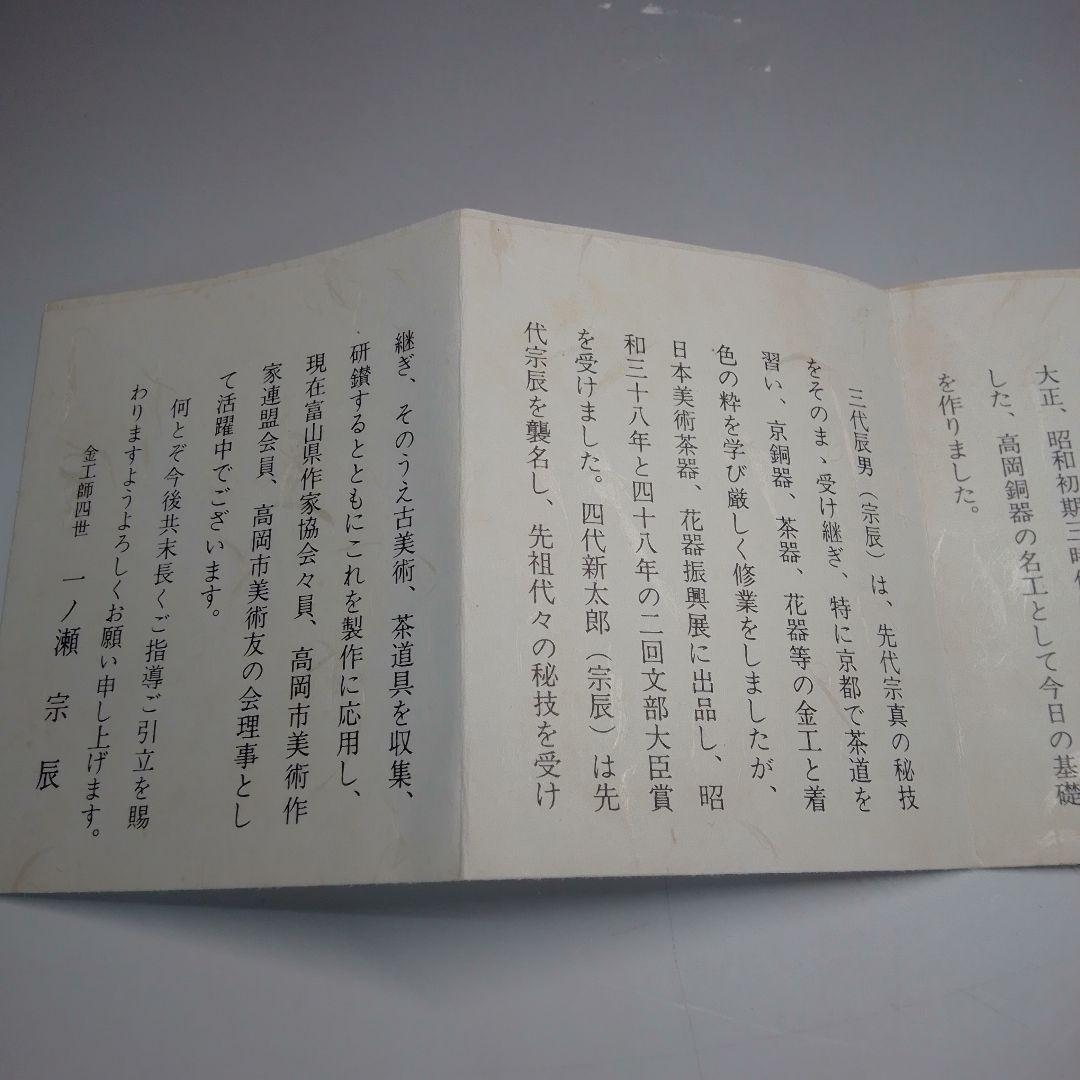 大正、昭和初期三時
した、高岡銅器の名工として今日の基礎
を作りました。
三代辰男（宗辰）は、先代宗真の秘技
をそのまゝ受け継ぎ、特に京都で茶道を
習い、京銅器、茶器、花器等の金工と着
色の粋を学び厳しく修業をしましたが、
日本美術茶器、花器振興展に出品し、昭
和三十八年と四十八年の二回文部大臣賞
を受けました。四代新太郎（宗辰）は先
代宗辰を襲名し、先祖代々の秘技を受け
継ぎ、そのうえ古美術、茶道具を収集、
研鑚するとともにこれを製作に応用し、
現在富山県作家協会々員、高岡市美術作
家連盟会員、高岡市美術友の会理事とし
て活躍中でございます。
何とぞ今後共末長くご指導ご引立を賜
わりますようよろしくお願い申し上げます。
金工師四世 一ノ瀬宗辰